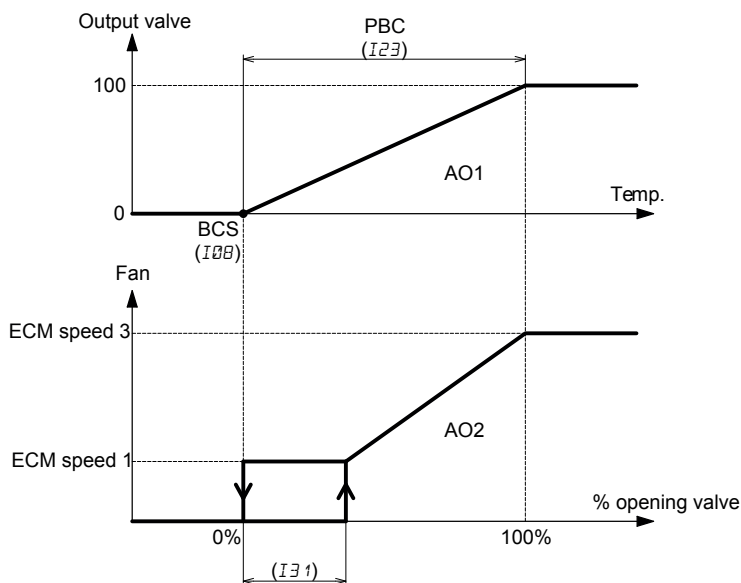 Output valve
PBC
(I23)
100
AO1
Temp.
0
BCS
(I08)
Fan
ECM speed 3
AO2
ECM speed 1
% opening valve
0%
100%
(I31)